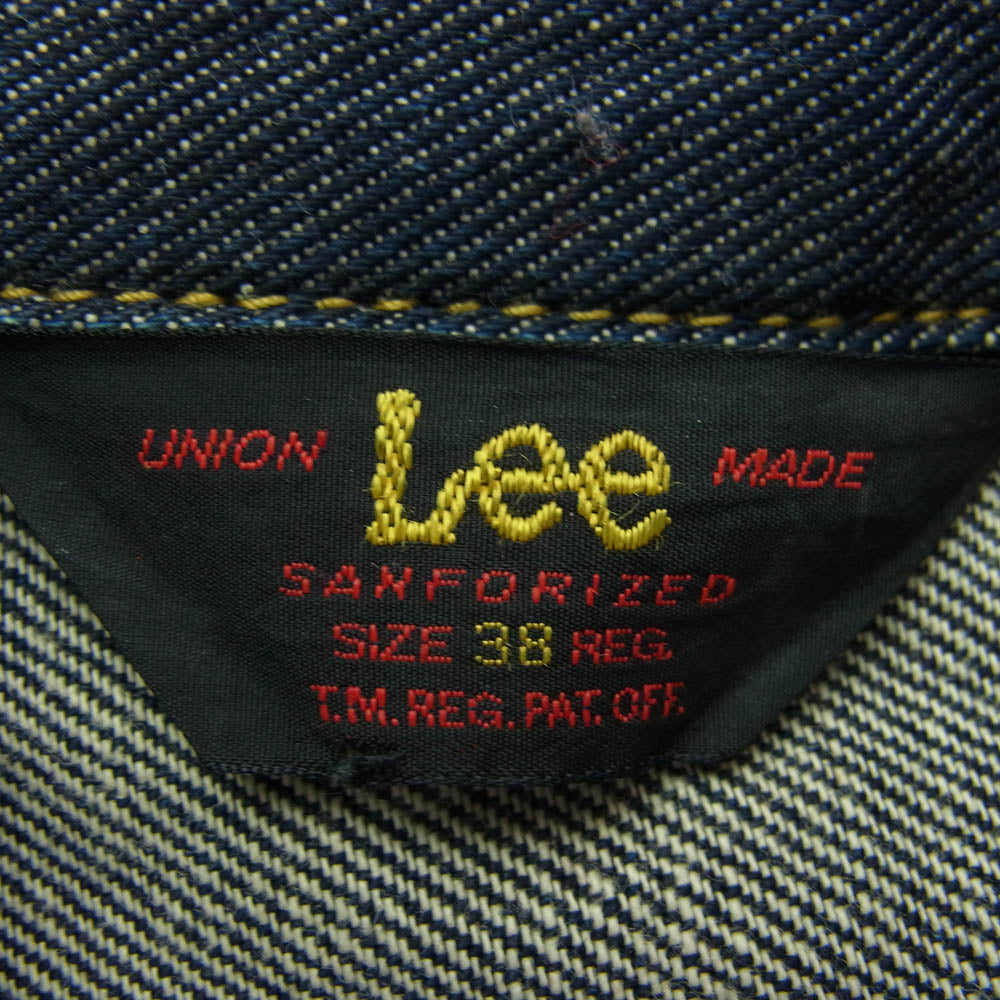 UNION Lee MADE
SANFORIZED
SIZE 38 REG.
T.M. REG. PAT. OFF.